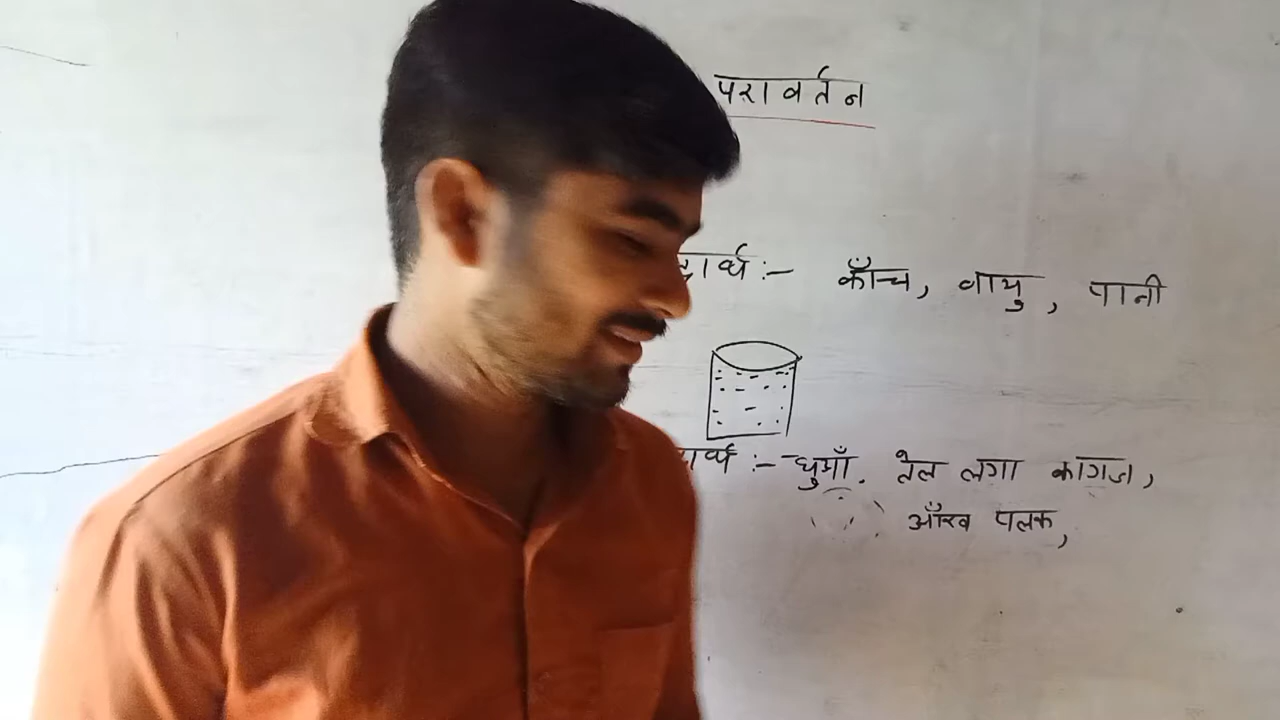 परावर्तन
दार्थ :- काँच, वायु, पानी
ार्थ :- धुआँ. तेल लगा कागज,
आँख पलक,